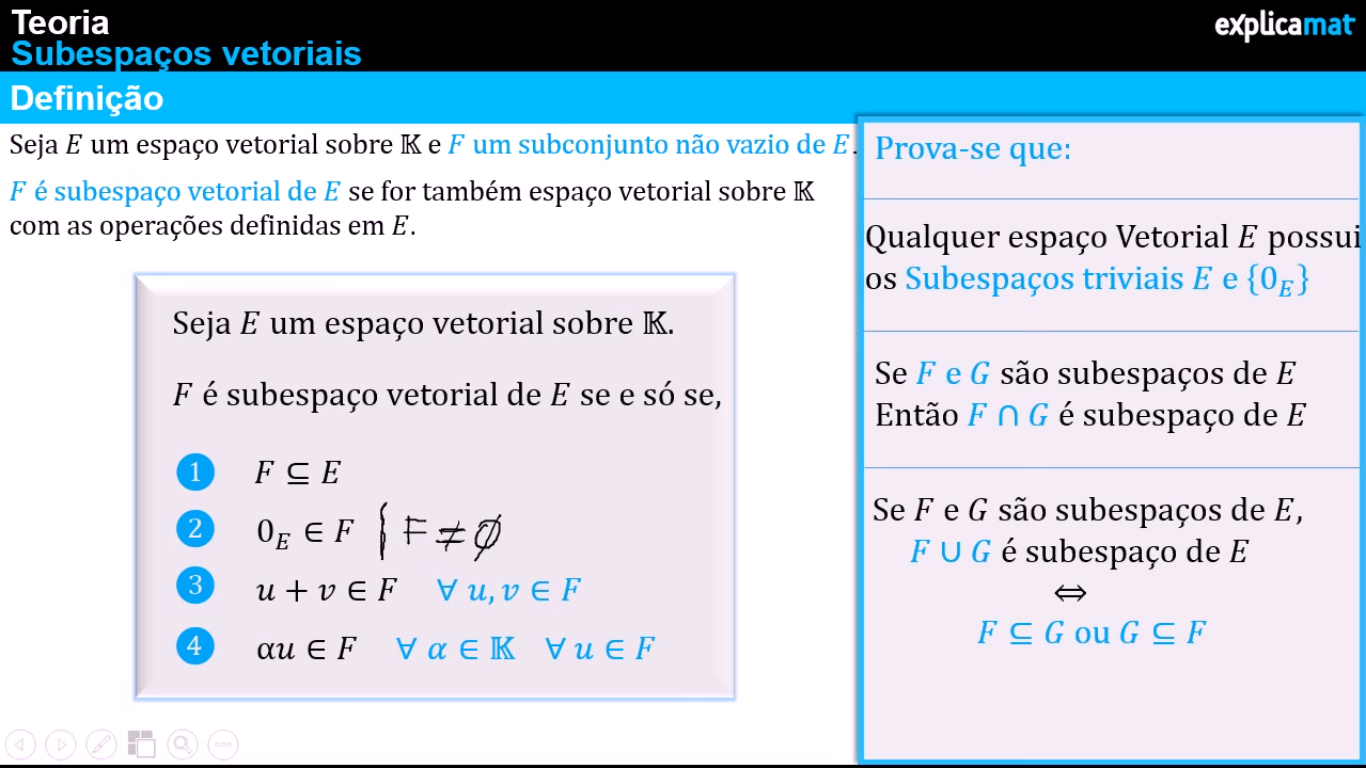 Teoria
Subespaços vetoriais
explicamat
Definição
Seja E um espaço vetorial sobre 𝕂 e F um subconjunto não vazio de E.
F é subespaço vetorial de E se for também espaço vetorial sobre 𝕂
com as operações definidas em E.
Seja E um espaço vetorial sobre 𝕂.
F é subespaço vetorial de E se e só se,
1 F ⊆ E
2 0_E ∈ F { F ≠ ∅
3 u + v ∈ F ∀ u, v ∈ F
4 αu ∈ F ∀ α ∈ 𝕂 ∀ u ∈ F
Prova-se que:
Qualquer espaço Vetorial E possui
os Subespaços triviais E e {0_E}
Se F e G são subespaços de E
Então F ∩ G é subespaço de E
Se F e G são subespaços de E,
F ∪ G é subespaço de E
⇔
F ⊆ G ou G ⊆ F